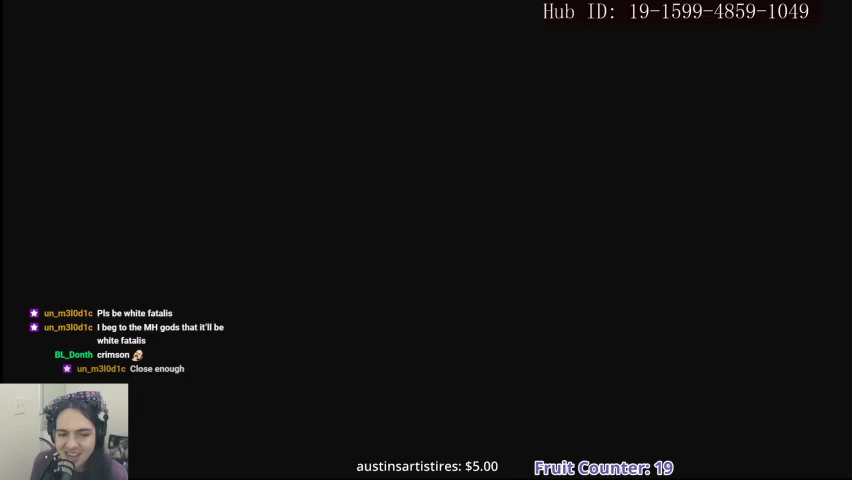 Hub ID: 19-1599-4859-1049
un_m3l0d1c Pls be white fatalis
un_m3l0d1c I beg to the MH gods that it'll be
white fatalis
BL_Donth crimson
un_m3l0d1c Close enough
austinsartistires: $5.00
Fruit Counter: 19